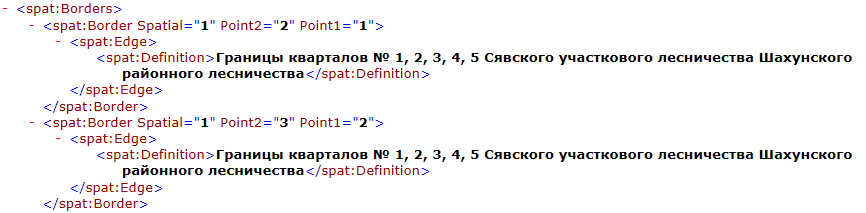 - <spat:Borders>
- <spat:Border Spatial="1" Point2="2" Point1="1">
- <spat:Edge>
<spat:Definition>Границы кварталов № 1, 2, 3, 4, 5 Сявского участкового лесничества Шахунского
районного лесничества</spat:Definition>
</spat:Edge>
</spat:Border>
- <spat:Border Spatial="1" Point2="3" Point1="2">
- <spat:Edge>
<spat:Definition>Границы кварталов № 1, 2, 3, 4, 5 Сявского участкового лесничества Шахунского
районного лесничества</spat:Definition>
</spat:Edge>
</spat:Border>